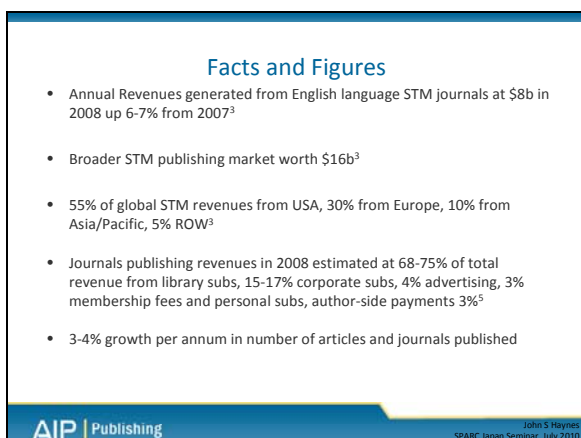 Facts and Figures
• Annual Revenues generated from English language STM journals at $8b in
2008 up 6-7% from 2007³
• Broader STM publishing market worth $16b³
• 55% of global STM revenues from USA, 30% from Europe, 10% from
Asia/Pacific, 5% ROW³
• Journals publishing revenues in 2008 estimated at 68-75% of total
revenue from library subs, 15-17% corporate subs, 4% advertising, 3%
membership fees and personal subs, author-side payments 3%⁵
• 3-4% growth per annum in number of articles and journals published
AIP | Publishing
John S Haynes
SPARC Japan Seminar, July 2010